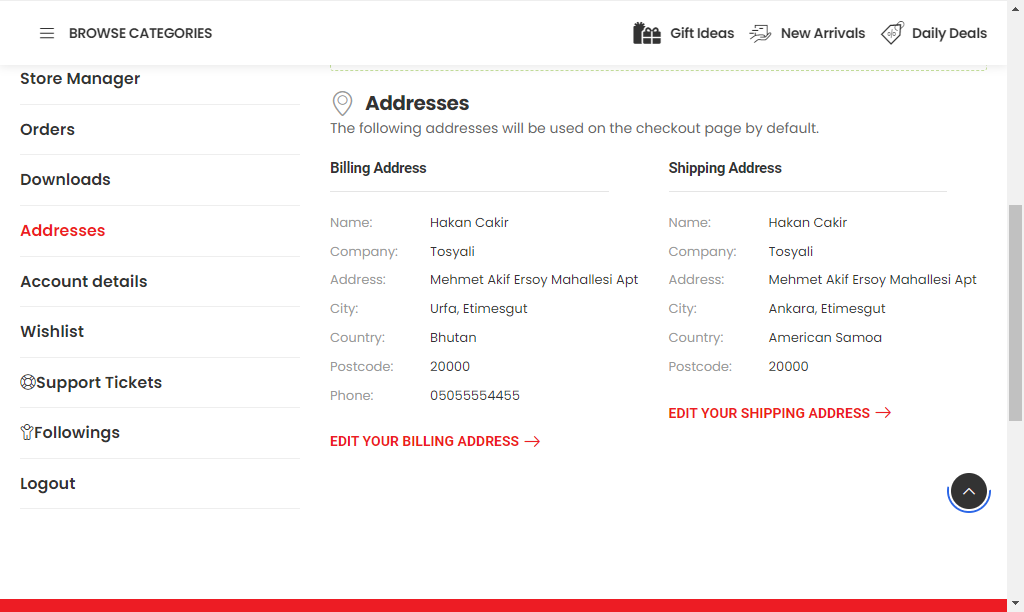 BROWSE CATEGORIES
Gift Ideas
New Arrivals
Daily Deals
Store Manager
Orders
Downloads
Addresses
Account details
Wishlist
Support Tickets
Followings
Logout
Addresses
The following addresses will be used on the checkout page by default.
Billing Address
Name: Hakan Cakir
Company: Tosyali
Address: Mehmet Akif Ersoy Mahallesi Apt
City: Urfa, Etimesgut
Country: Bhutan
Postcode: 20000
Phone: 05055554455
EDIT YOUR BILLING ADDRESS
Shipping Address
Name: Hakan Cakir
Company: Tosyali
Address: Mehmet Akif Ersoy Mahallesi Apt
City: Ankara, Etimesgut
Country: American Samoa
Postcode: 20000
EDIT YOUR SHIPPING ADDRESS